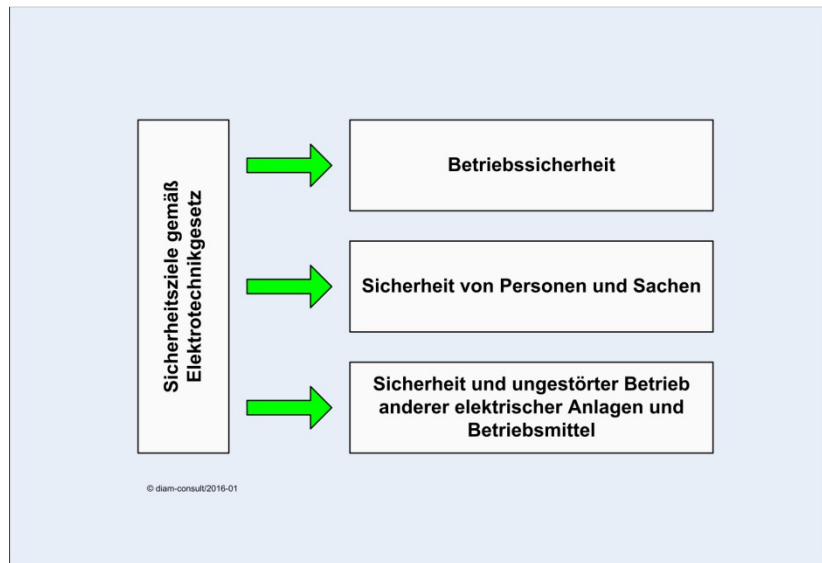 Sicherheitsziele gemäß
Elektrotechnikgesetz
Betriebssicherheit
Sicherheit von Personen und Sachen
Sicherheit und ungestörter Betrieb
anderer elektrischer Anlagen und
Betriebsmittel
© diam-consult/2016-01